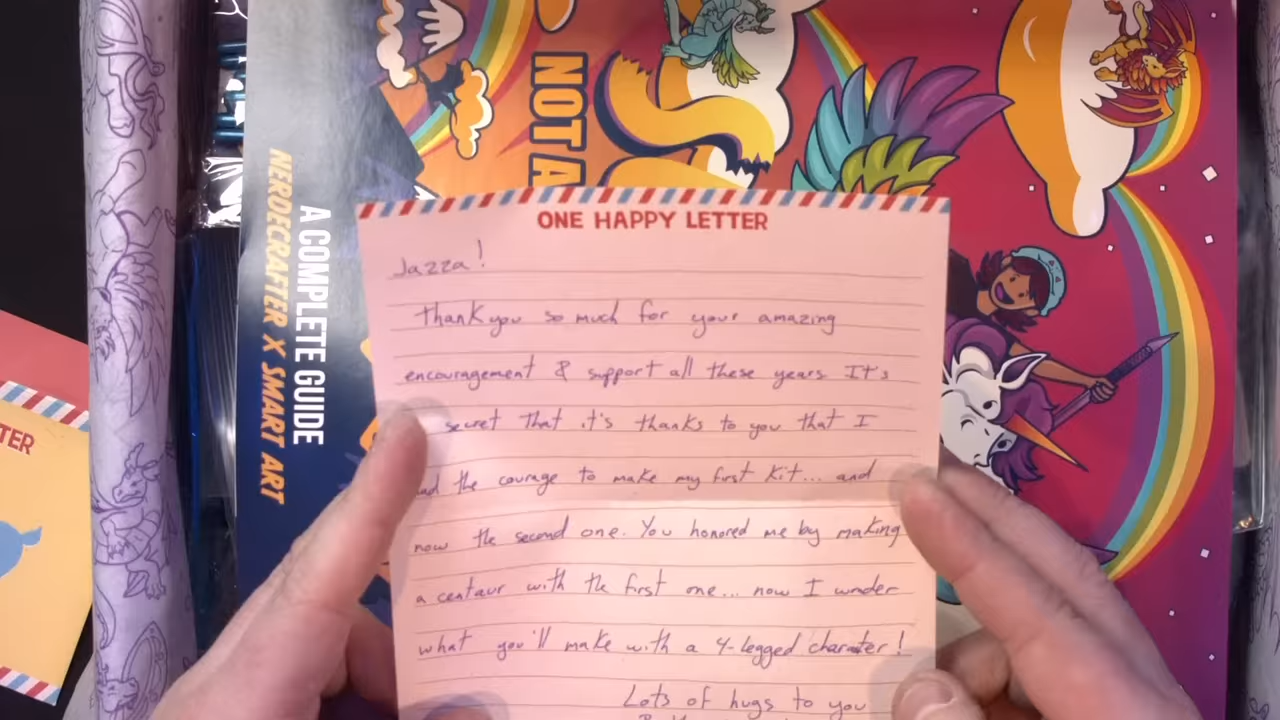 NOT A
A COMPLETE GUIDE
NERDECRAFTER X SMART ART
TER
ONE HAPPY LETTER
Jazza!
Thank you so much for your amazing
encouragement & support all these years It's
secret that it's thanks to you that I
the courage to make my first kit... and
now the second one. You honored me by making
a centaur with the first one... now I wonder
what you'll make with a 4-legged character!
Lots of hugs to you